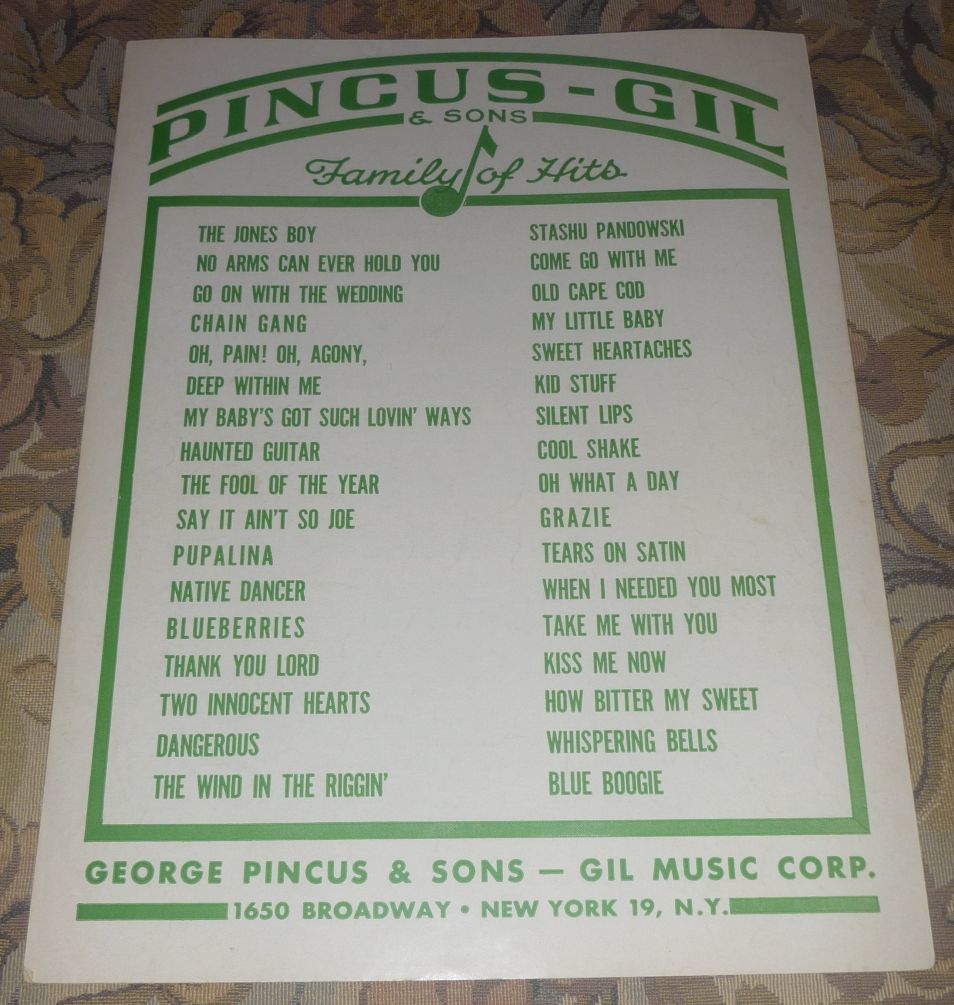 PINCUS - GIL
& SONS
Family of Hits
THE JONES BOY
NO ARMS CAN EVER HOLD YOU
GO ON WITH THE WEDDING
CHAIN GANG
OH, PAIN! OH, AGONY,
DEEP WITHIN ME
MY BABY'S GOT SUCH LOVIN' WAYS
HAUNTED GUITAR
THE FOOL OF THE YEAR
SAY IT AIN'T SO JOE
PUPALINA
NATIVE DANCER
BLUEBERRIES
THANK YOU LORD
TWO INNOCENT HEARTS
DANGEROUS
THE WIND IN THE RIGGIN'
STASHU PANDOWSKI
COME GO WITH ME
OLD CAPE COD
MY LITTLE BABY
SWEET HEARTACHES
KID STUFF
SILENT LIPS
COOL SHAKE
OH WHAT A DAY
GRAZIE
TEARS ON SATIN
WHEN I NEEDED YOU MOST
TAKE ME WITH YOU
KISS ME NOW
HOW BITTER MY SWEET
WHISPERING BELLS
BLUE BOOGIE
GEORGE PINCUS & SONS — GIL MUSIC CORP.
1650 BROADWAY • NEW YORK 19, N.Y.